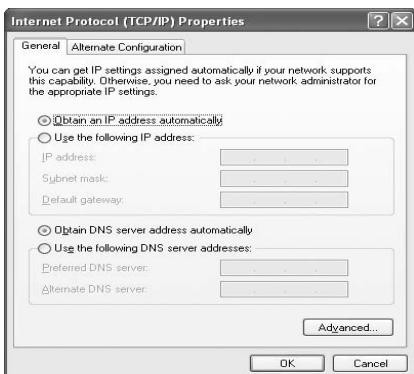 Internet Protocol (TCP/IP) Properties
General
Alternate Configuration
You can get IP settings assigned automatically if your network supports
this capability. Otherwise, you need to ask your network administrator for
the appropriate IP settings.
Obtain an IP address automatically
Use the following IP address:
IP address:
Subnet mask:
Default gateway:
Obtain DNS server address automatically
Use the following DNS server addresses:
Preferred DNS server:
Alternate DNS server:
Advanced...
OK
Cancel